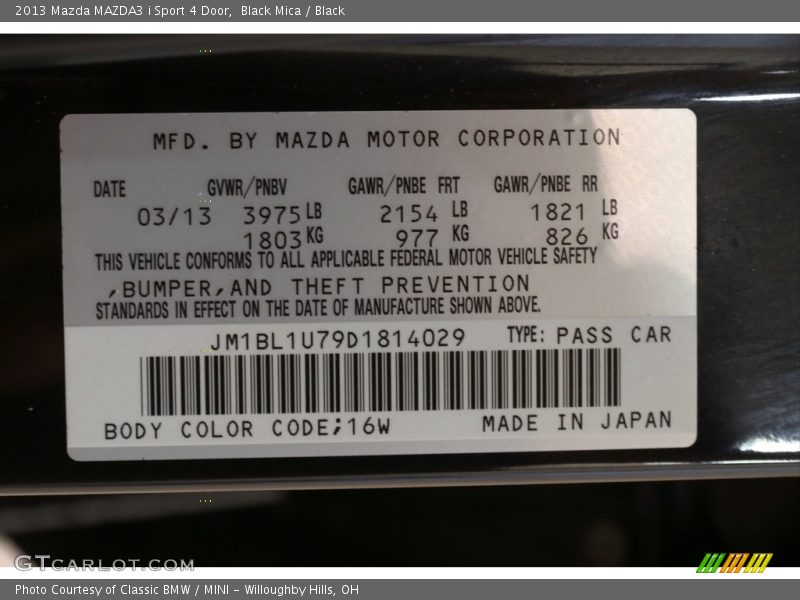 2013 Mazda MAZDA3 i Sport 4 Door, Black Mica / Black
MFD. BY MAZDA MOTOR CORPORATION
DATE GVWR/PNBV GAWR/PNBE FRT GAWR/PNBE RR
03/13 3975 LB 2154 LB 1821 LB
1803 KG 977 KG 826 KG
THIS VEHICLE CONFORMS TO ALL APPLICABLE FEDERAL MOTOR VEHICLE SAFETY
,BUMPER,AND THEFT PREVENTION
STANDARDS IN EFFECT ON THE DATE OF MANUFACTURE SHOWN ABOVE.
JM1BL1U79D1814029 TYPE: PASS CAR
BODY COLOR CODE;16W MADE IN JAPAN
GTCARLOT.COM
Photo Courtesy of Classic BMW / MINI - Willoughby Hills, OH